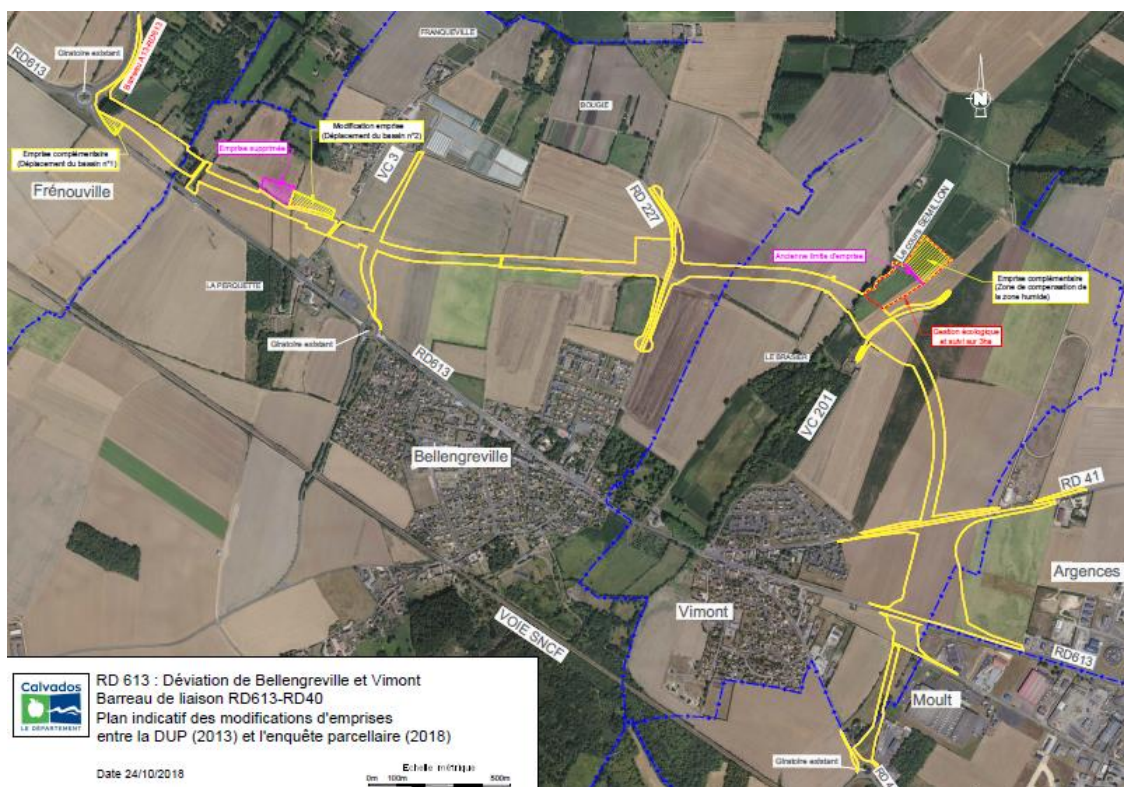 FRANQUEVILLE
Giratoire existant
RD613
Barreau A13-RD613
BOUGIE
Modification emprise
(Déplacement du bassin n°2)
Emprise supprimée
VC 3
Emprise complémentaire
(Déplacement du bassin n°1)
Frénouville
RD 227
Le cours SEMILLON
Ancienne limite d'emprise
Emprise complémentaire
(Zone de compensation de
la zone humide)
LA PERQUETTE
Giratoire existant
RD613
Gestion écologique
et suivi sur 3ha
LE BRASIER
VC 201
Bellengreville
RD 41
Argences
Vimont
VOIE SNCF
RD613
Moult
Giratoire existant
RD 4
N
Calvados
LE DÉPARTEMENT
RD 613 : Déviation de Bellengreville et Vimont
Barreau de liaison RD613-RD40
Plan indicatif des modifications d'emprises
entre la DUP (2013) et l'enquête parcellaire (2018)
Date 24/10/2018
Echelle métrique
0m 100m 500m